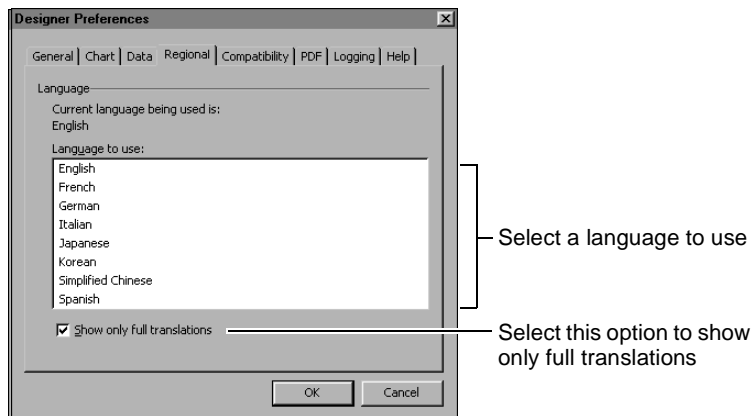 Designer Preferences
General Chart Data Regional Compatibility PDF Logging Help
Language
Current language being used is:
English
Language to use:
English
French
German
Italian
Japanese
Korean
Simplified Chinese
Spanish
Select a language to use
Show only full translations
Select this option to show
only full translations
OK Cancel